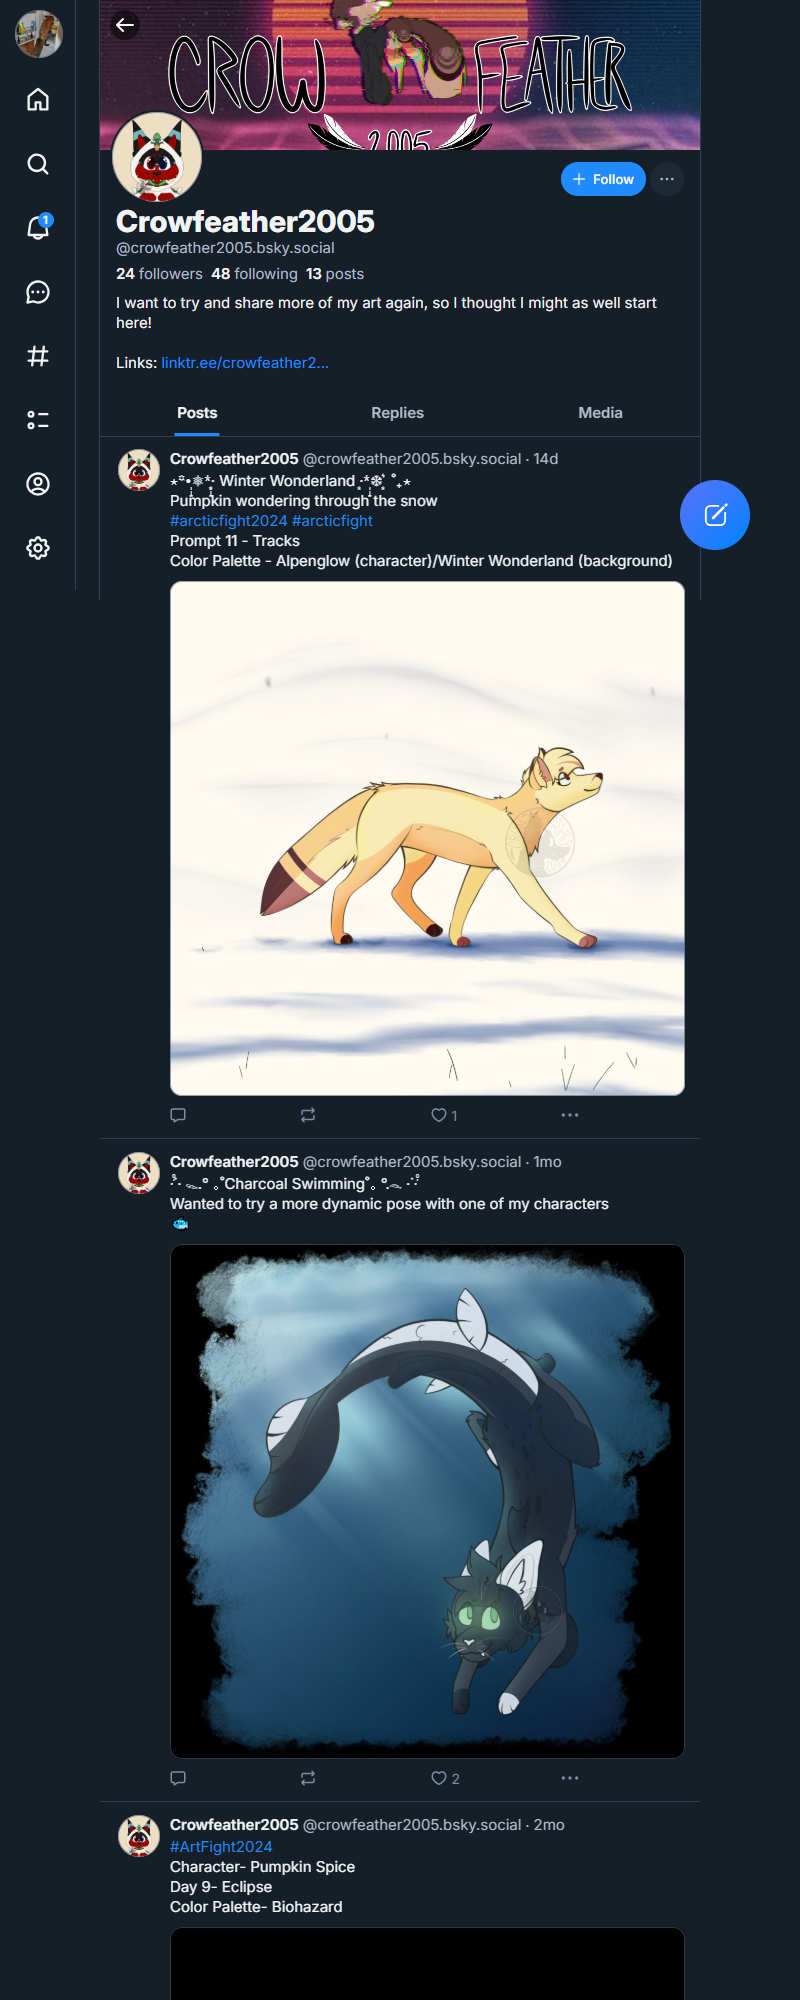 CROW FEATHER
2005
Follow
Crowfeather2005
@crowfeather2005.bsky.social
24 followers 48 following 13 posts
I want to try and share more of my art again, so I thought I might as well start
here!
Links: linktr.ee/crowfeather2...
Posts Replies Media
Crowfeather2005 @crowfeather2005.bsky.social · 14d
Winter Wonderland
Pumpkin wondering through the snow
#arcticfight2024 #arcticfight
Prompt 11 - Tracks
Color Palette - Alpenglow (character)/Winter Wonderland (background)
1
Crowfeather2005 @crowfeather2005.bsky.social · 1mo
Charcoal Swimming
Wanted to try a more dynamic pose with one of my characters
🐟
2
Crowfeather2005 @crowfeather2005.bsky.social · 2mo
#ArtFight2024
Character- Pumpkin Spice
Day 9- Eclipse
Color Palette- Biohazard
1